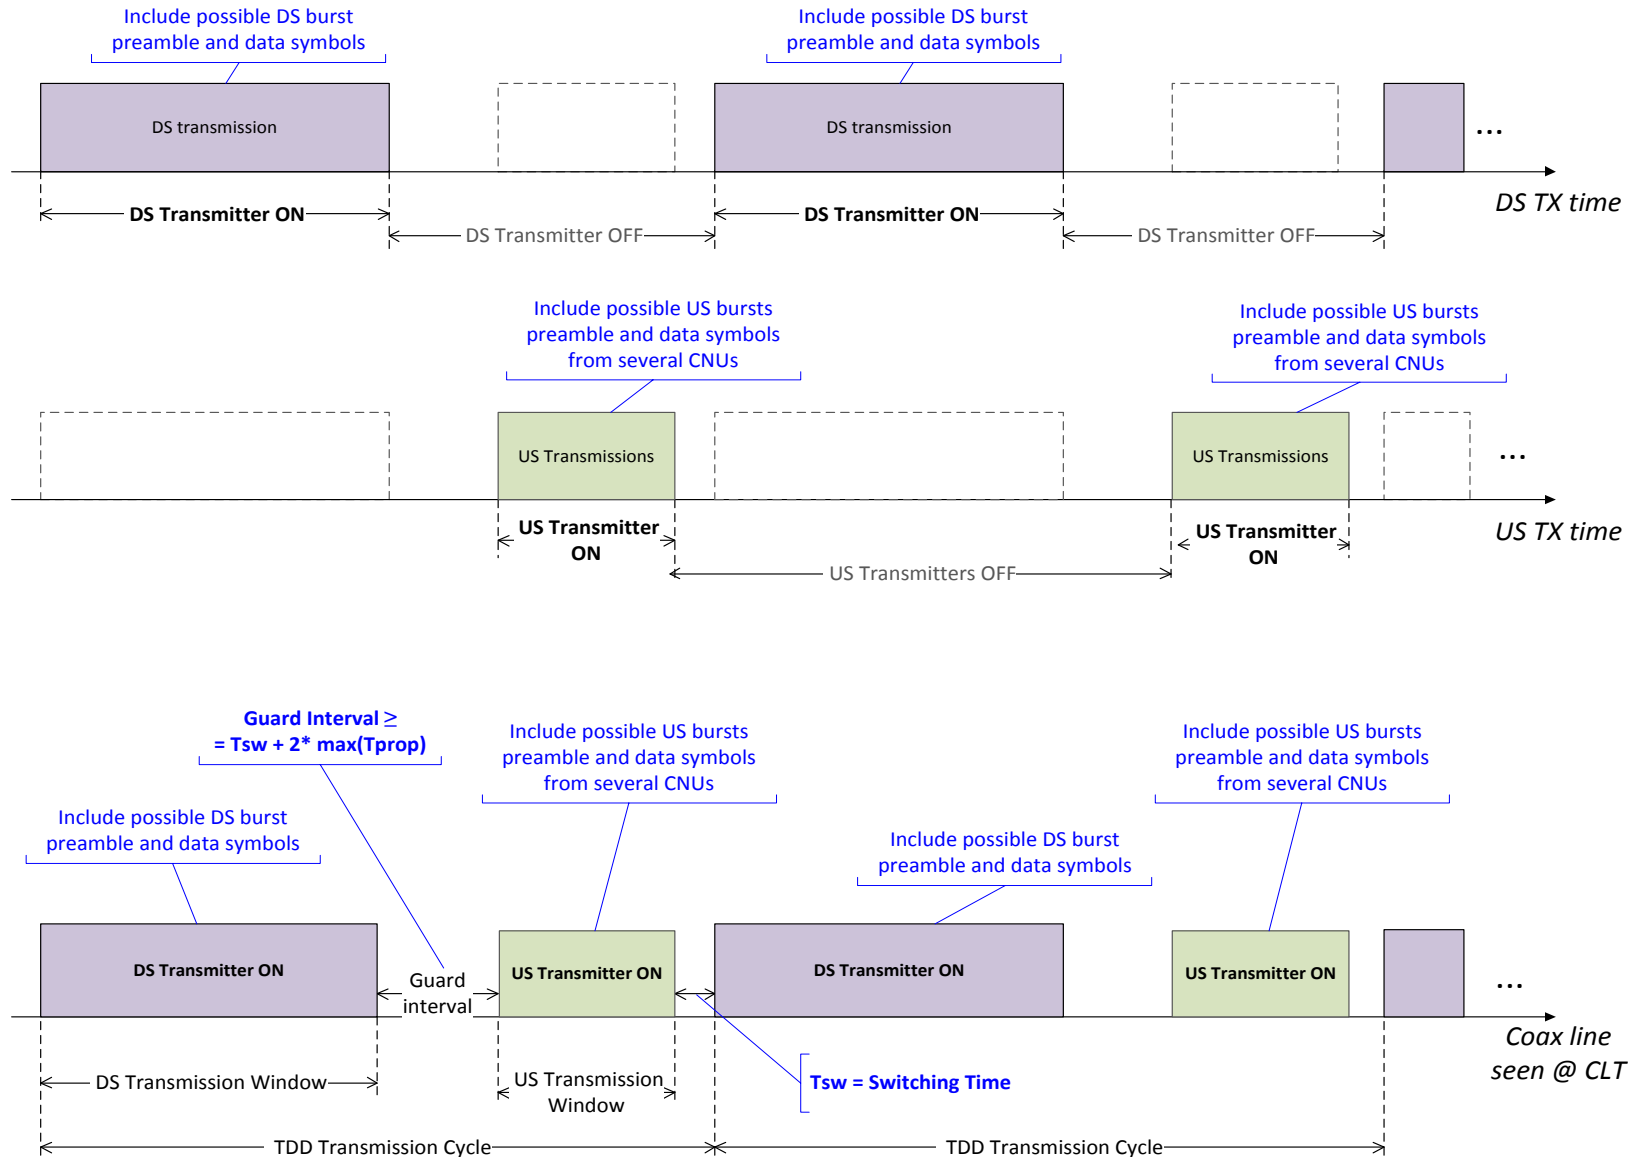 Include possible DS burst
preamble and data symbols
Include possible DS burst
preamble and data symbols
DS transmission
DS transmission
...
DS TX time
DS Transmitter ON
DS Transmitter ON
DS Transmitter OFF
DS Transmitter OFF
Include possible US bursts
preamble and data symbols
from several CNUs
Include possible US bursts
preamble and data symbols
from several CNUs
US Transmissions
US Transmissions
...
US TX time
US Transmitter
ON
US Transmitter
ON
US Transmitters OFF
Guard Interval ≥
= Tsw + 2* max(Tprop)
Include possible US bursts
preamble and data symbols
from several CNUs
Include possible US bursts
preamble and data symbols
from several CNUs
Include possible DS burst
preamble and data symbols
Include possible DS burst
preamble and data symbols
DS Transmitter ON
Guard
interval
US Transmitter ON
DS Transmitter ON
US Transmitter ON
...
Coax line
seen @ CLT
DS Transmission Window
US Transmission
Window
Tsw = Switching Time
TDD Transmission Cycle
TDD Transmission Cycle